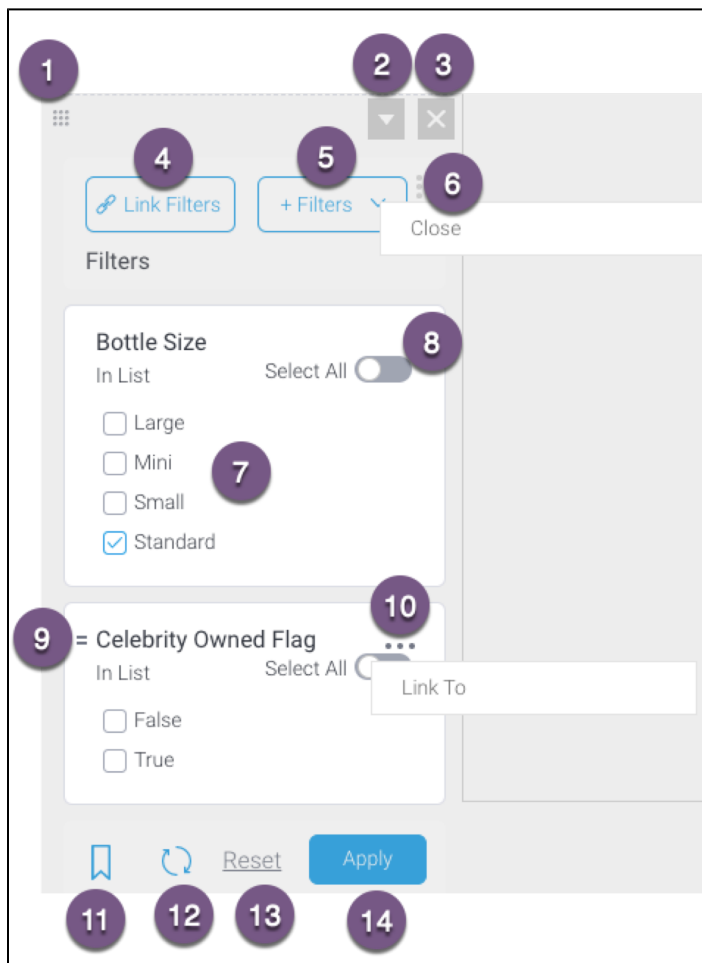 1
2
3
4
5
6
Link Filters
+ Filters
Close
Filters
Bottle Size
8
In List
Select All
Large
Mini
7
Small
Standard
10
9
= Celebrity Owned Flag
In List
Select All
Link To
False
True
Reset
Apply
11
12
13
14